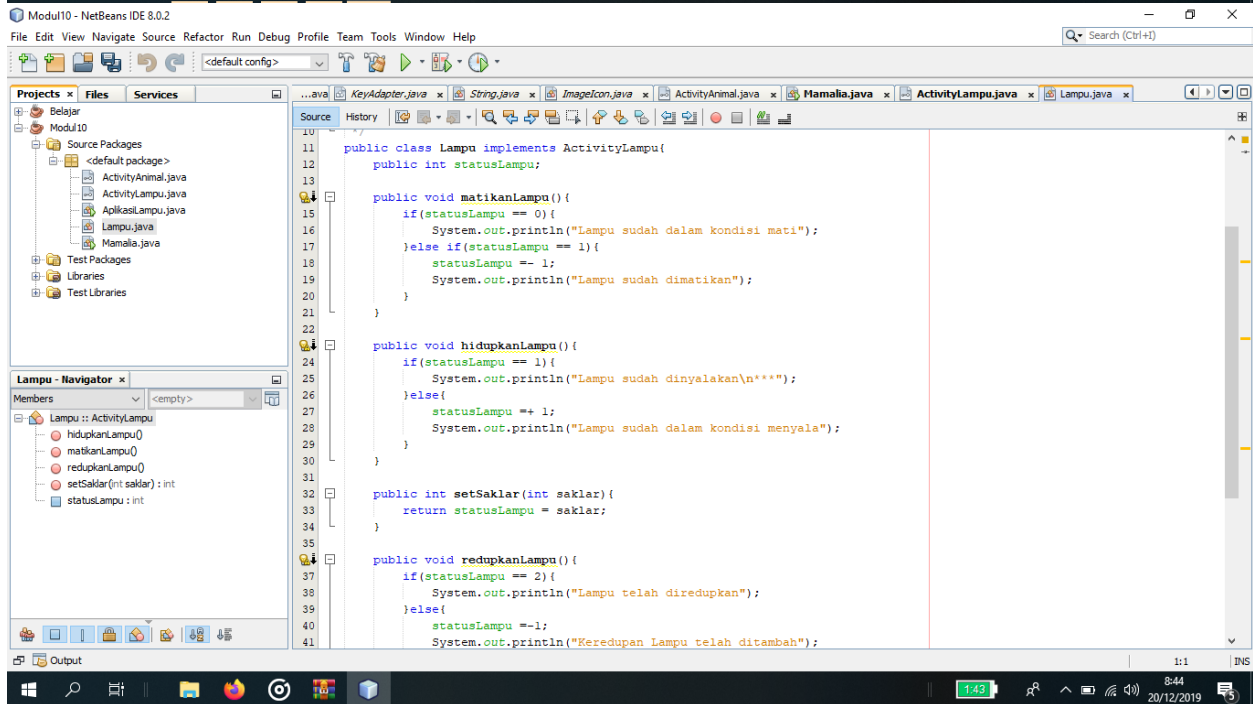 Modul10 - NetBeans IDE 8.0.2
File Edit View Navigate Source Refactor Run Debug Profile Team Tools Window Help
Search (Ctrl+I)
<default config>
Projects x Files Services
...ava KeyAdapter.java x String.java x ImageIcon.java x ActivityAnimal.java x Mamalia.java x ActivityLampu.java x Lampu.java x
Belajar
Modul10
Source Packages
<default package>
ActivityAnimal.java
ActivityLampu.java
AplikasiLampu.java
Lampu.java
Mamalia.java
Test Packages
Libraries
Test Libraries
Lampu - Navigator x
Members <empty>
Lampu :: ActivityLampu
hidupkanLampu()
matikanLampu()
redupkanLampu()
setSaklar(int saklar) : int
statusLampu : int
Source History
10 */
11 public class Lampu implements ActivityLampu{
12 public int statusLampu;
13
public void matikanLampu(){
15 if(statusLampu == 0){
16 System.out.println("Lampu sudah dalam kondisi mati");
17 }else if(statusLampu == 1){
18 statusLampu =- 1;
19 System.out.println("Lampu sudah dimatikan");
20 }
21 }
22
public void hidupkanLampu(){
24 if(statusLampu == 1){
25 System.out.println("Lampu sudah dinyalakan\n***");
26 }else{
27 statusLampu =+ 1;
28 System.out.println("Lampu sudah dalam kondisi menyala");
29 }
30 }
31
32 public int setSaklar(int saklar){
33 return statusLampu = saklar;
34 }
35
public void redupkanLampu(){
37 if(statusLampu == 2){
38 System.out.println("Lampu telah diredupkan");
39 }else{
40 statusLampu =-1;
41 System.out.println("Keredupan Lampu telah ditambah");
Output
1:1 INS
1:43
8:44
20/12/2019
5